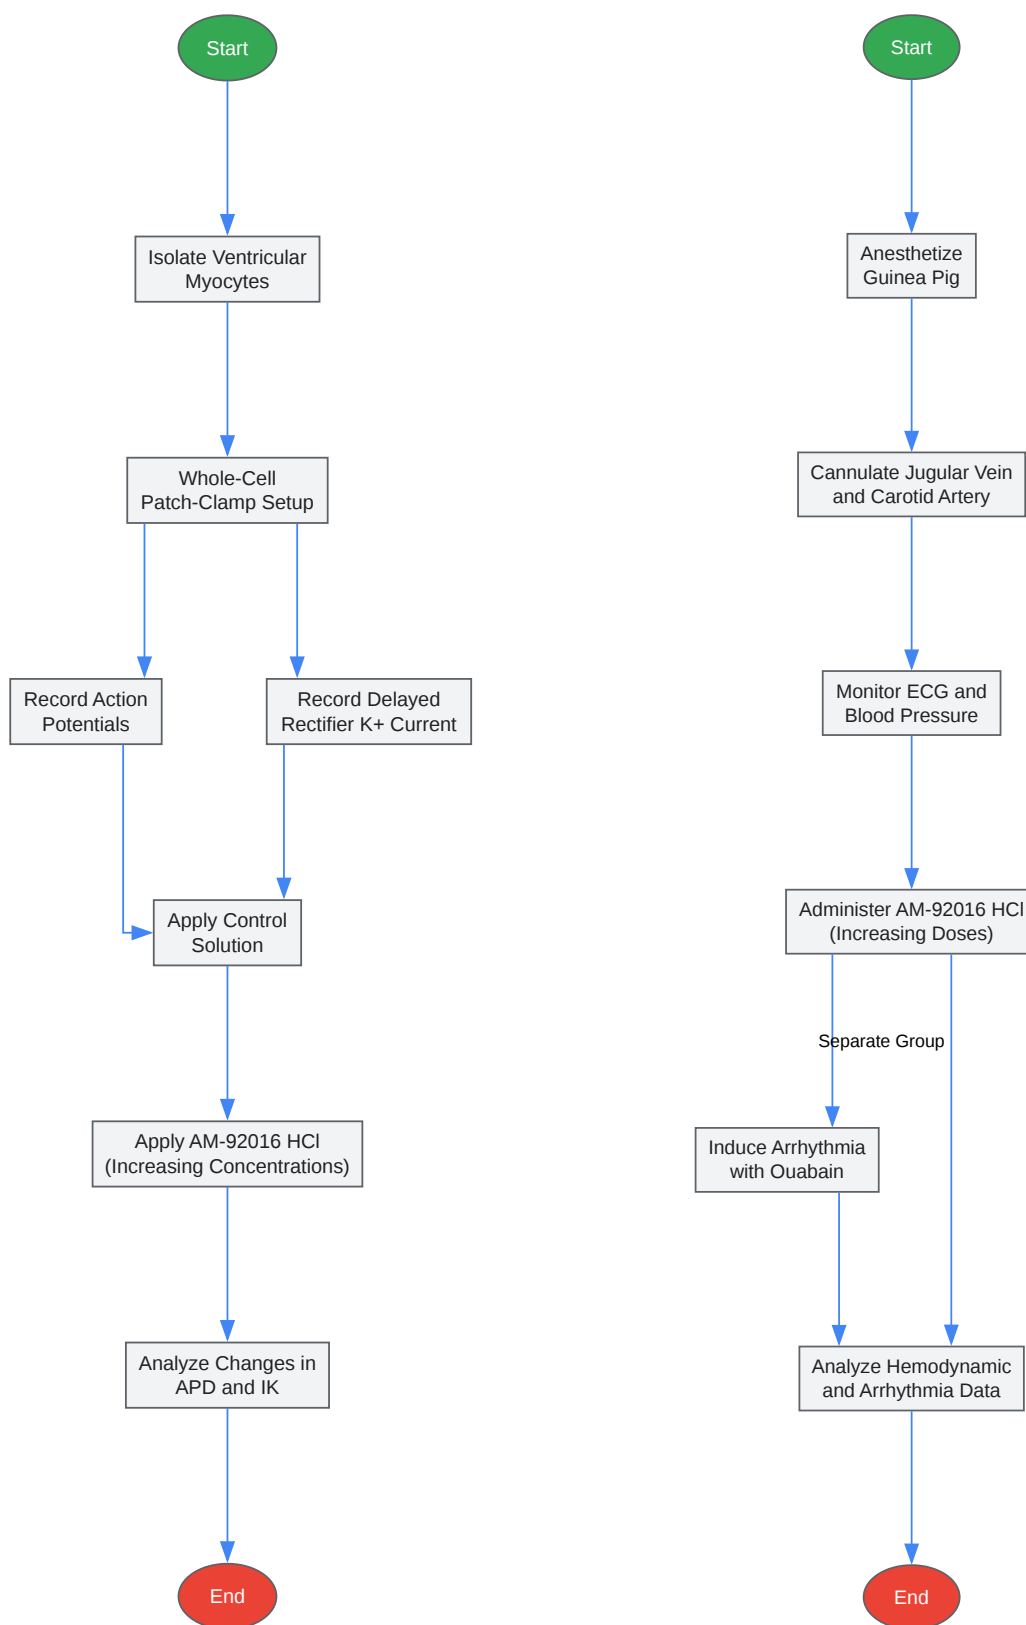 Start
Isolate Ventricular
Myocytes
Whole-Cell
Patch-Clamp Setup
Record Action
Potentials
Record Delayed
Rectifier K+ Current
Apply Control
Solution
Apply AM-92016 HCl
(Increasing Concentrations)
Analyze Changes in
APD and IK
End
Start
Anesthetize
Guinea Pig
Cannulate Jugular Vein
and Carotid Artery
Monitor ECG and
Blood Pressure
Administer AM-92016 HCl
(Increasing Doses)
Separate Group
Induce Arrhythmia
with Ouabain
Analyze Hemodynamic
and Arrhythmia Data
End